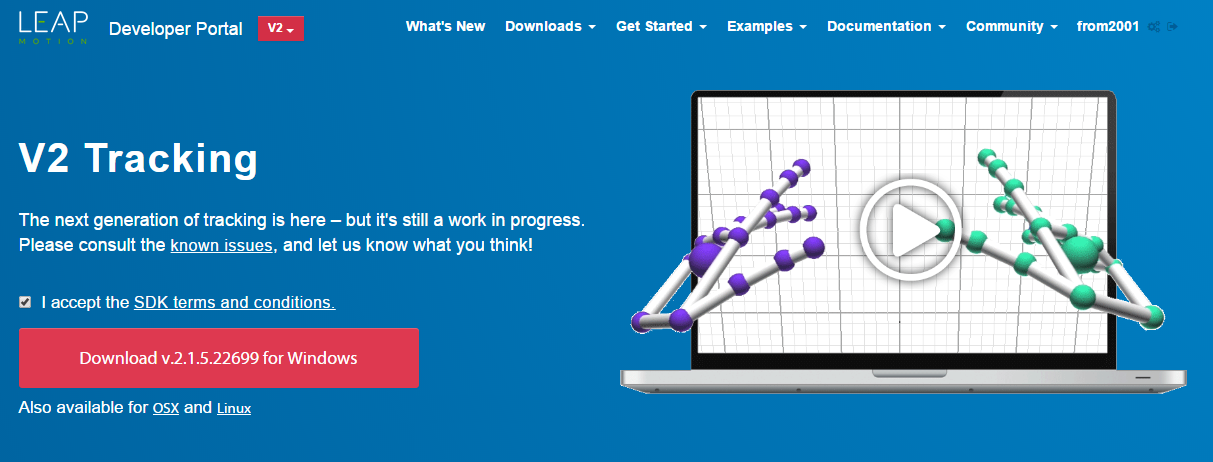 LEAP
MOTION
Developer Portal
V2
What's New
Downloads
Get Started
Examples
Documentation
Community
from2001
V2 Tracking
The next generation of tracking is here – but it's still a work in progress.
Please consult the known issues, and let us know what you think!
I accept the SDK terms and conditions.
Download v.2.1.5.22699 for Windows
Also available for OSX and Linux